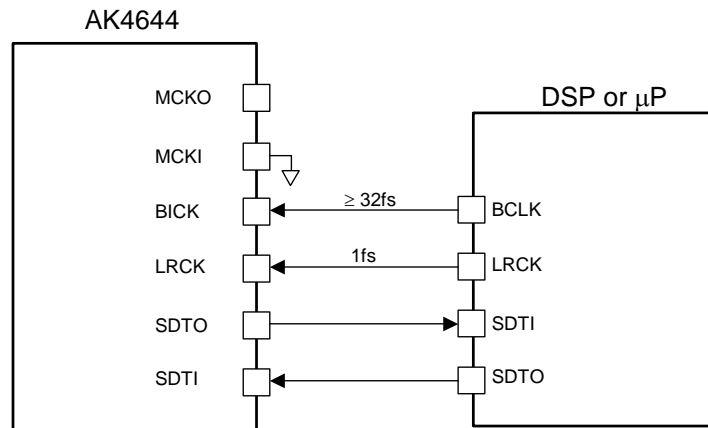 AK4644
DSP or μP
MCKO
MCKI
BICK
≥ 32fs
BCLK
LRCK
1fs
LRCK
SDTO
SDTI
SDTI
SDTO